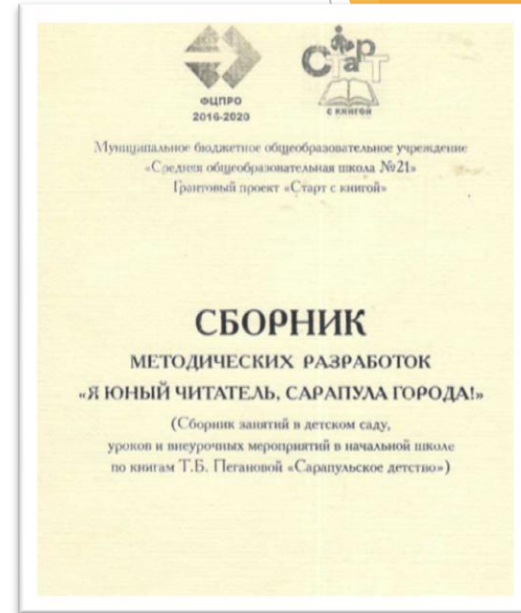 ФЦПРО
2016-2020
СтарТ
с книгой
Муниципальное бюджетное общеобразовательное учреждение
«Средняя общеобразовательная школа №21»
Грантовый проект «Старт с книгой»
СБОРНИК
МЕТОДИЧЕСКИХ РАЗРАБОТОК
«Я ЮНЫЙ ЧИТАТЕЛЬ, САРАПУЛА ГОРОДА!»
(Сборник занятий в детском саду,
уроков и внеурочных мероприятий в начальной школе
по книгам Т.Б. Пегановой «Сарапульское детство»)